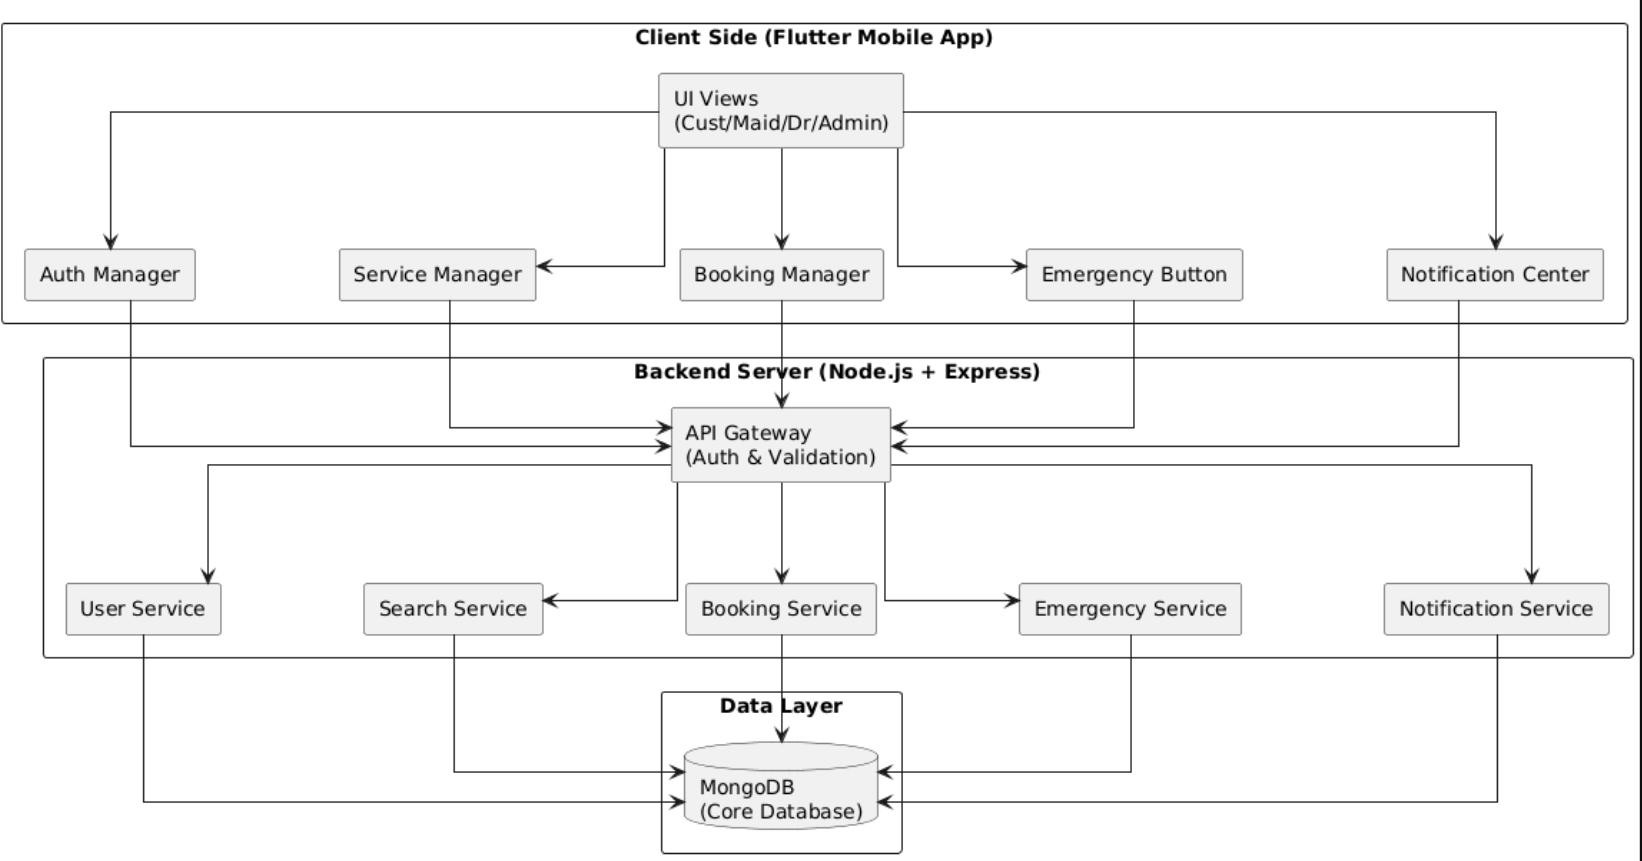 Client Side (Flutter Mobile App)
UI Views
(Cust/Maid/Dr/Admin)
Auth Manager
Service Manager
Booking Manager
Emergency Button
Notification Center
Backend Server (Node.js + Express)
API Gateway
(Auth & Validation)
User Service
Search Service
Booking Service
Emergency Service
Notification Service
Data Layer
MongoDB
(Core Database)